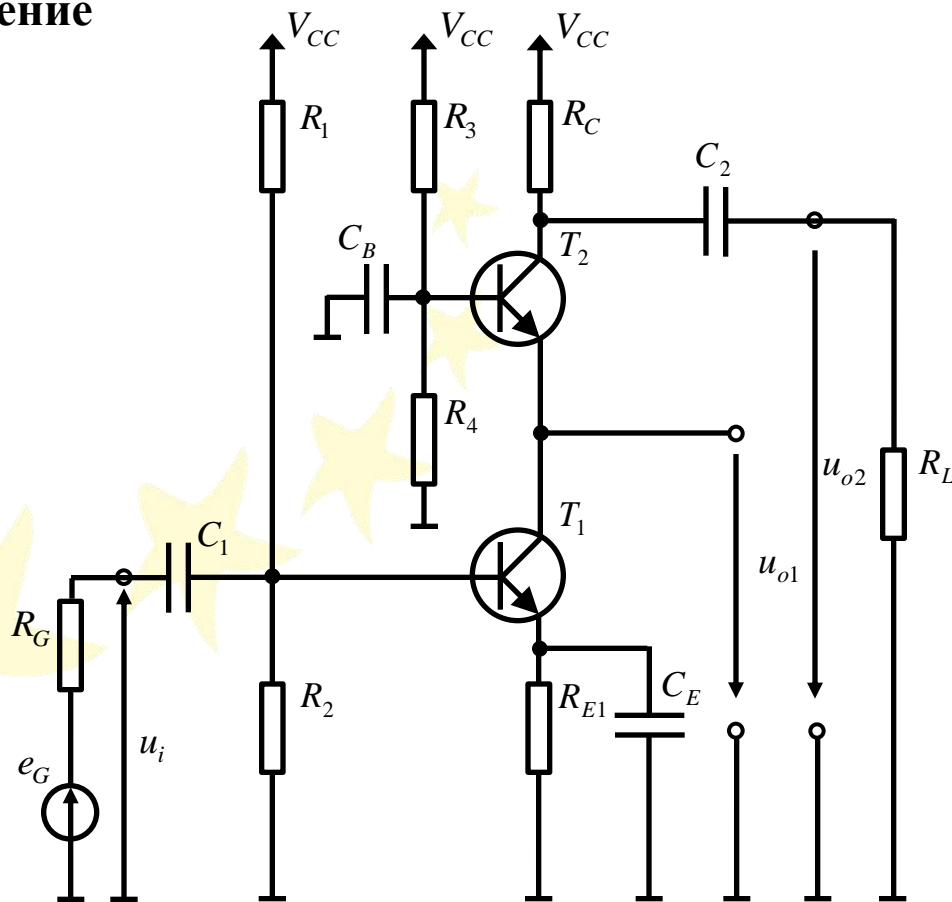 ение
V_CC V_CC V_CC
R_1 R_3 R_C
C_2
C_B T_2
R_4 u_o2 R_L
C_1 T_1
u_o1
R_G
R_2 R_E1 C_E
u_i
e_G